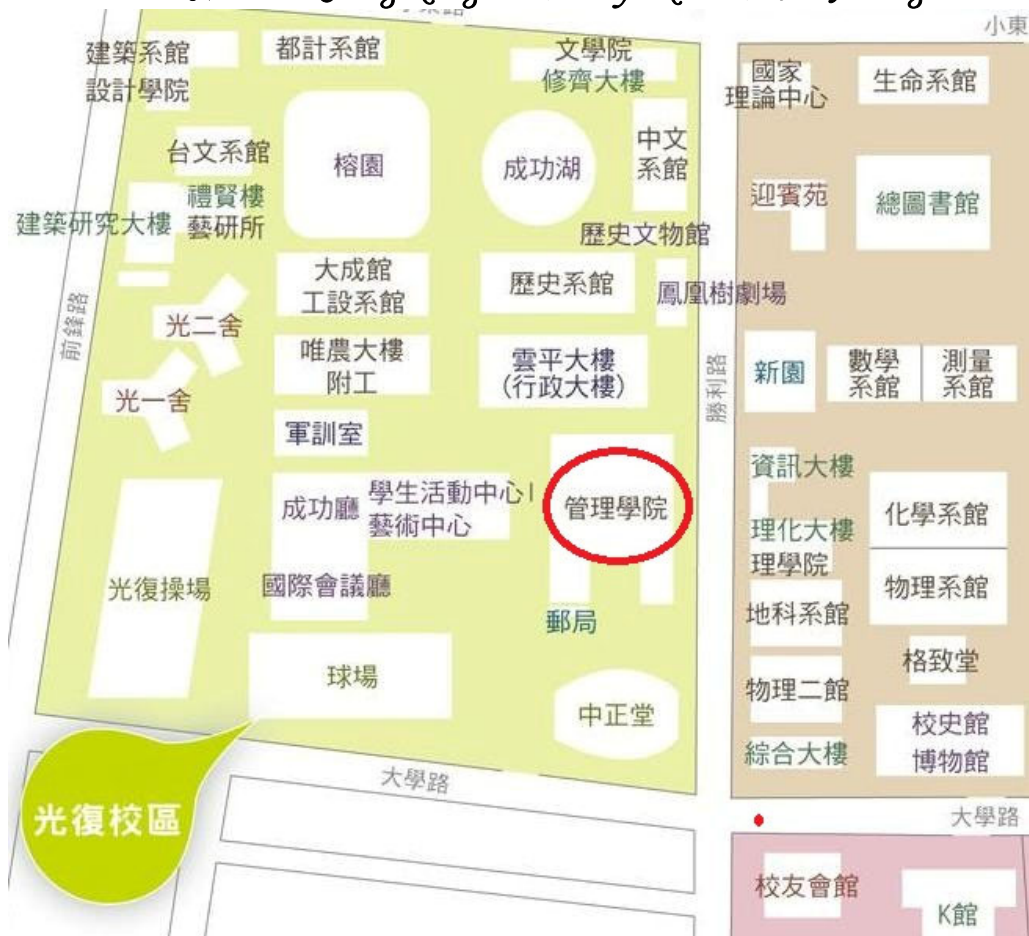 小東
建築系館
設計學院
都計系館
文學院
修齊大樓
國家
理論中心
生命系館
台文系館
榕園
成功湖
中文
系館
禮賢樓
藝研所
建築研究大樓
迎賓苑
總圖書館
歷史文物館
大成館
工設系館
歷史系館
鳳凰樹劇場
前鋒路
光二舍
唯農大樓
附工
雲平大樓
(行政大樓)
勝利路
新園
數學
系館
測量
系館
光一舍
軍訓室
成功廳
學生活動中心I
藝術中心
管理學院
資訊大樓
理化大樓
理學院
化學系館
光復操場
國際會議廳
郵局
地科系館
物理系館
球場
中正堂
物理二館
格致堂
綜合大樓
校史館
博物館
大學路
光復校區
大學路
校友會館
K館